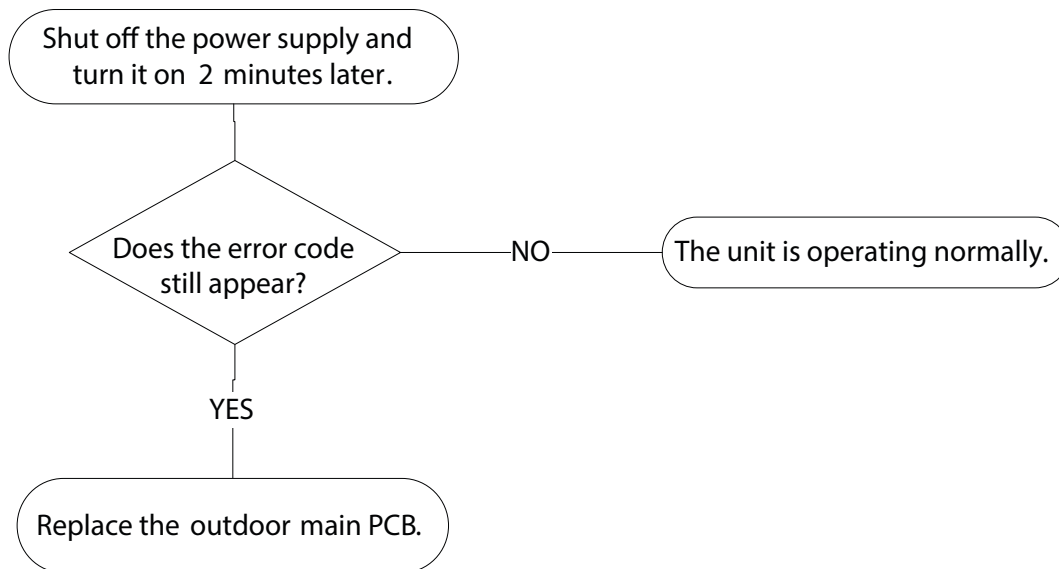 Shut off the power supply and
turn it on 2 minutes later.
Does the error code
still appear?
NO
The unit is operating normally.
YES
Replace the outdoor main PCB.